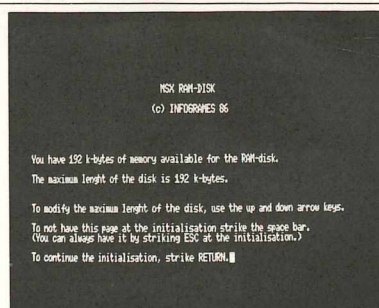 MSX RAM-DISK
(c) INFOGRAMES 86
You have 192 k-bytes of memory available for the RAM-disk.
The maximum lenght of the disk is 192 k-bytes.
To modify the maximum lenght of the disk, use the up and down arrow keys.
To not have this page at the initialisation strike the space bar.
(You can always have it by striking ESC at the initialisation.)
To continue the initialisation, strike RETURN.